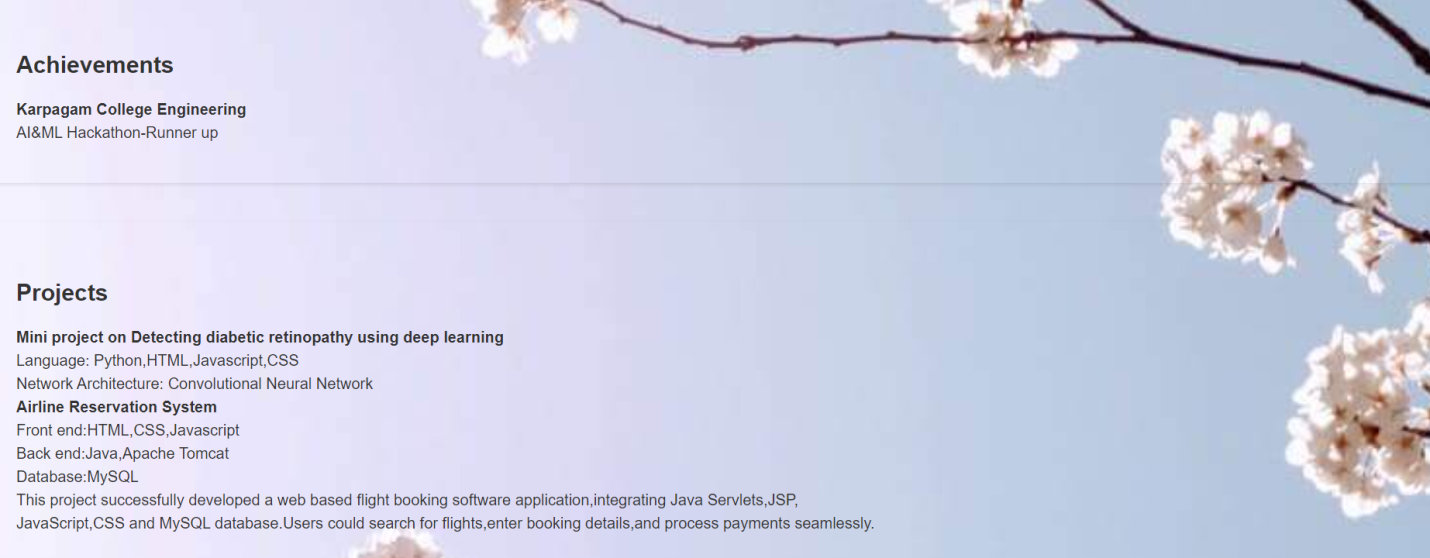 Achievements
Karpagam College Engineering
AI&ML Hackathon-Runner up
Projects
Mini project on Detecting diabetic retinopathy using deep learning
Language: Python,HTML,Javascript,CSS
Network Architecture: Convolutional Neural Network
Airline Reservation System
Front end:HTML,CSS,Javascript
Back end:Java,Apache Tomcat
Database:MySQL
This project successfully developed a web based flight booking software application,integrating Java Servlets,JSP,
JavaScript,CSS and MySQL database.Users could search for flights,enter booking details,and process payments seamlessly.